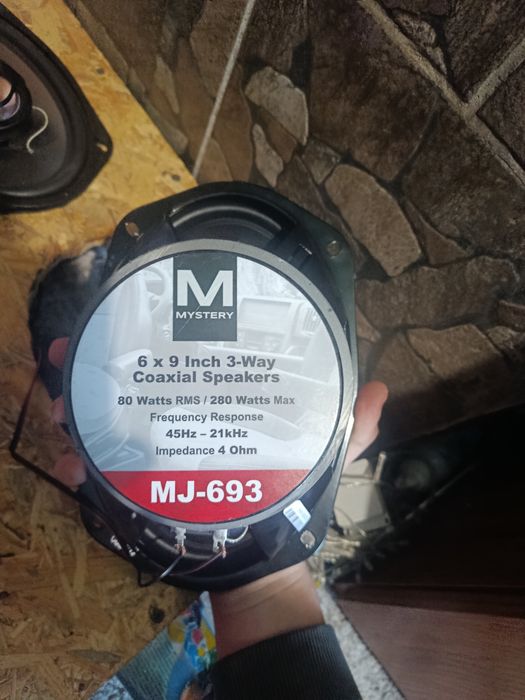 M
MYSTERY
6 x 9 Inch 3-Way
Coaxial Speakers
80 Watts RMS / 280 Watts Max
Frequency Response
45Hz – 21kHz
Impedance 4 Ohm
MJ-693